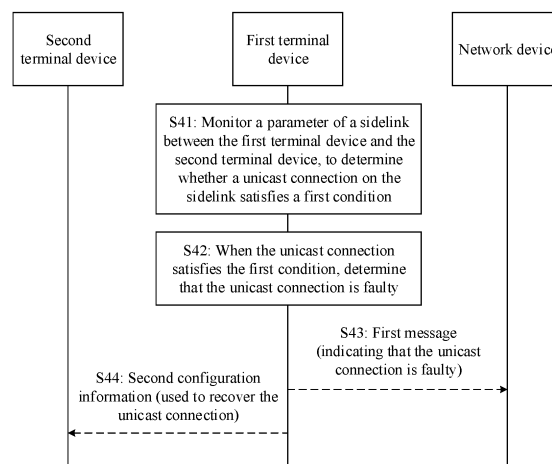 Second
terminal device
First terminal
device
Network device
S41: Monitor a parameter of a sidelink
between the first terminal device and the
second terminal device, to determine
whether a unicast connection on the
sidelink satisfies a first condition
S42: When the unicast connection
satisfies the first condition, determine
that the unicast connection is faulty
S43: First message
(indicating that the unicast
connection is faulty)
S44: Second configuration
information (used to recover the
unicast connection)